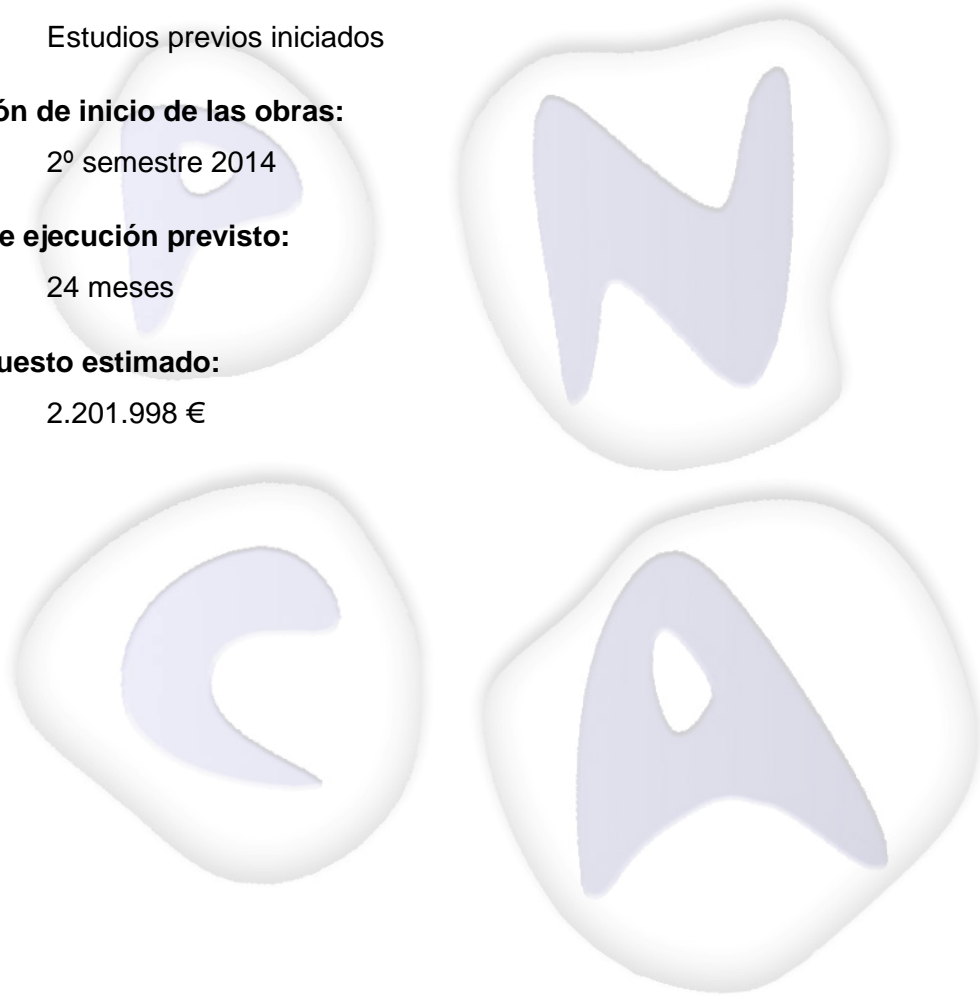 Estudios previos iniciados
ón de inicio de las obras:
2º semestre 2014
e ejecución previsto:
24 meses
uesto estimado:
2.201.998 €
P N
C A